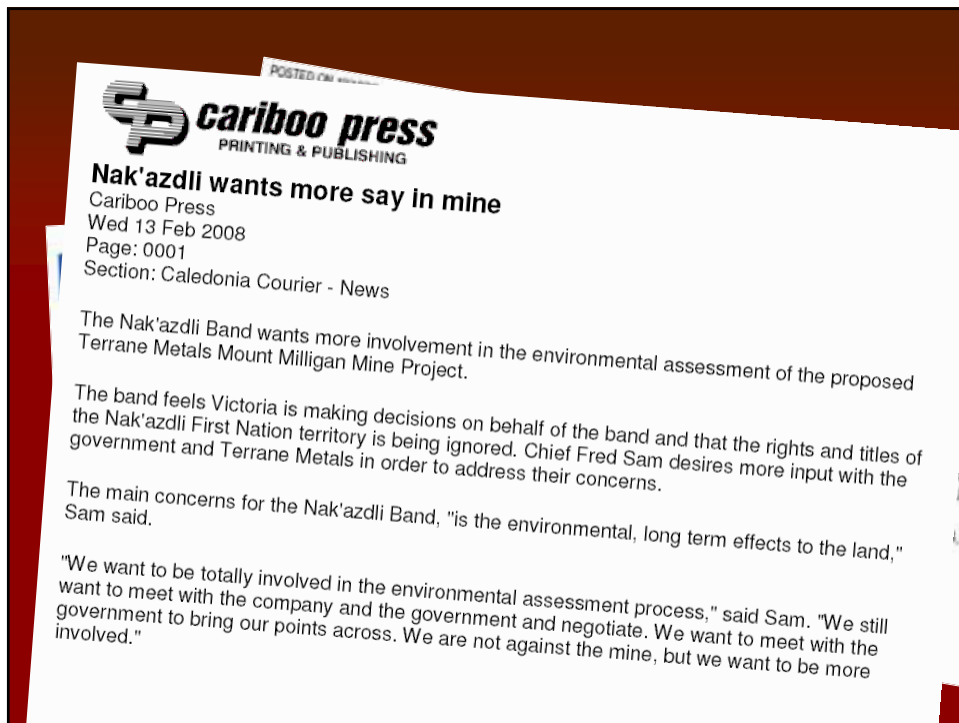 POSTED ON
cariboo press
PRINTING & PUBLISHING
Nak'azdli wants more say in mine
Cariboo Press
Wed 13 Feb 2008
Page: 0001
Section: Caledonia Courier - News
The Nak'azdli Band wants more involvement in the environmental assessment of the proposed
Terrane Metals Mount Milligan Mine Project.
The band feels Victoria is making decisions on behalf of the band and that the rights and titles of
the Nak'azdli First Nation territory is being ignored. Chief Fred Sam desires more input with the
government and Terrane Metals in order to address their concerns.
The main concerns for the Nak'azdli Band, "is the environmental, long term effects to the land,"
Sam said.
"We want to be totally involved in the environmental assessment process," said Sam. "We still
want to meet with the company and the government and negotiate. We want to meet with the
government to bring our points across. We are not against the mine, but we want to be more
involved."